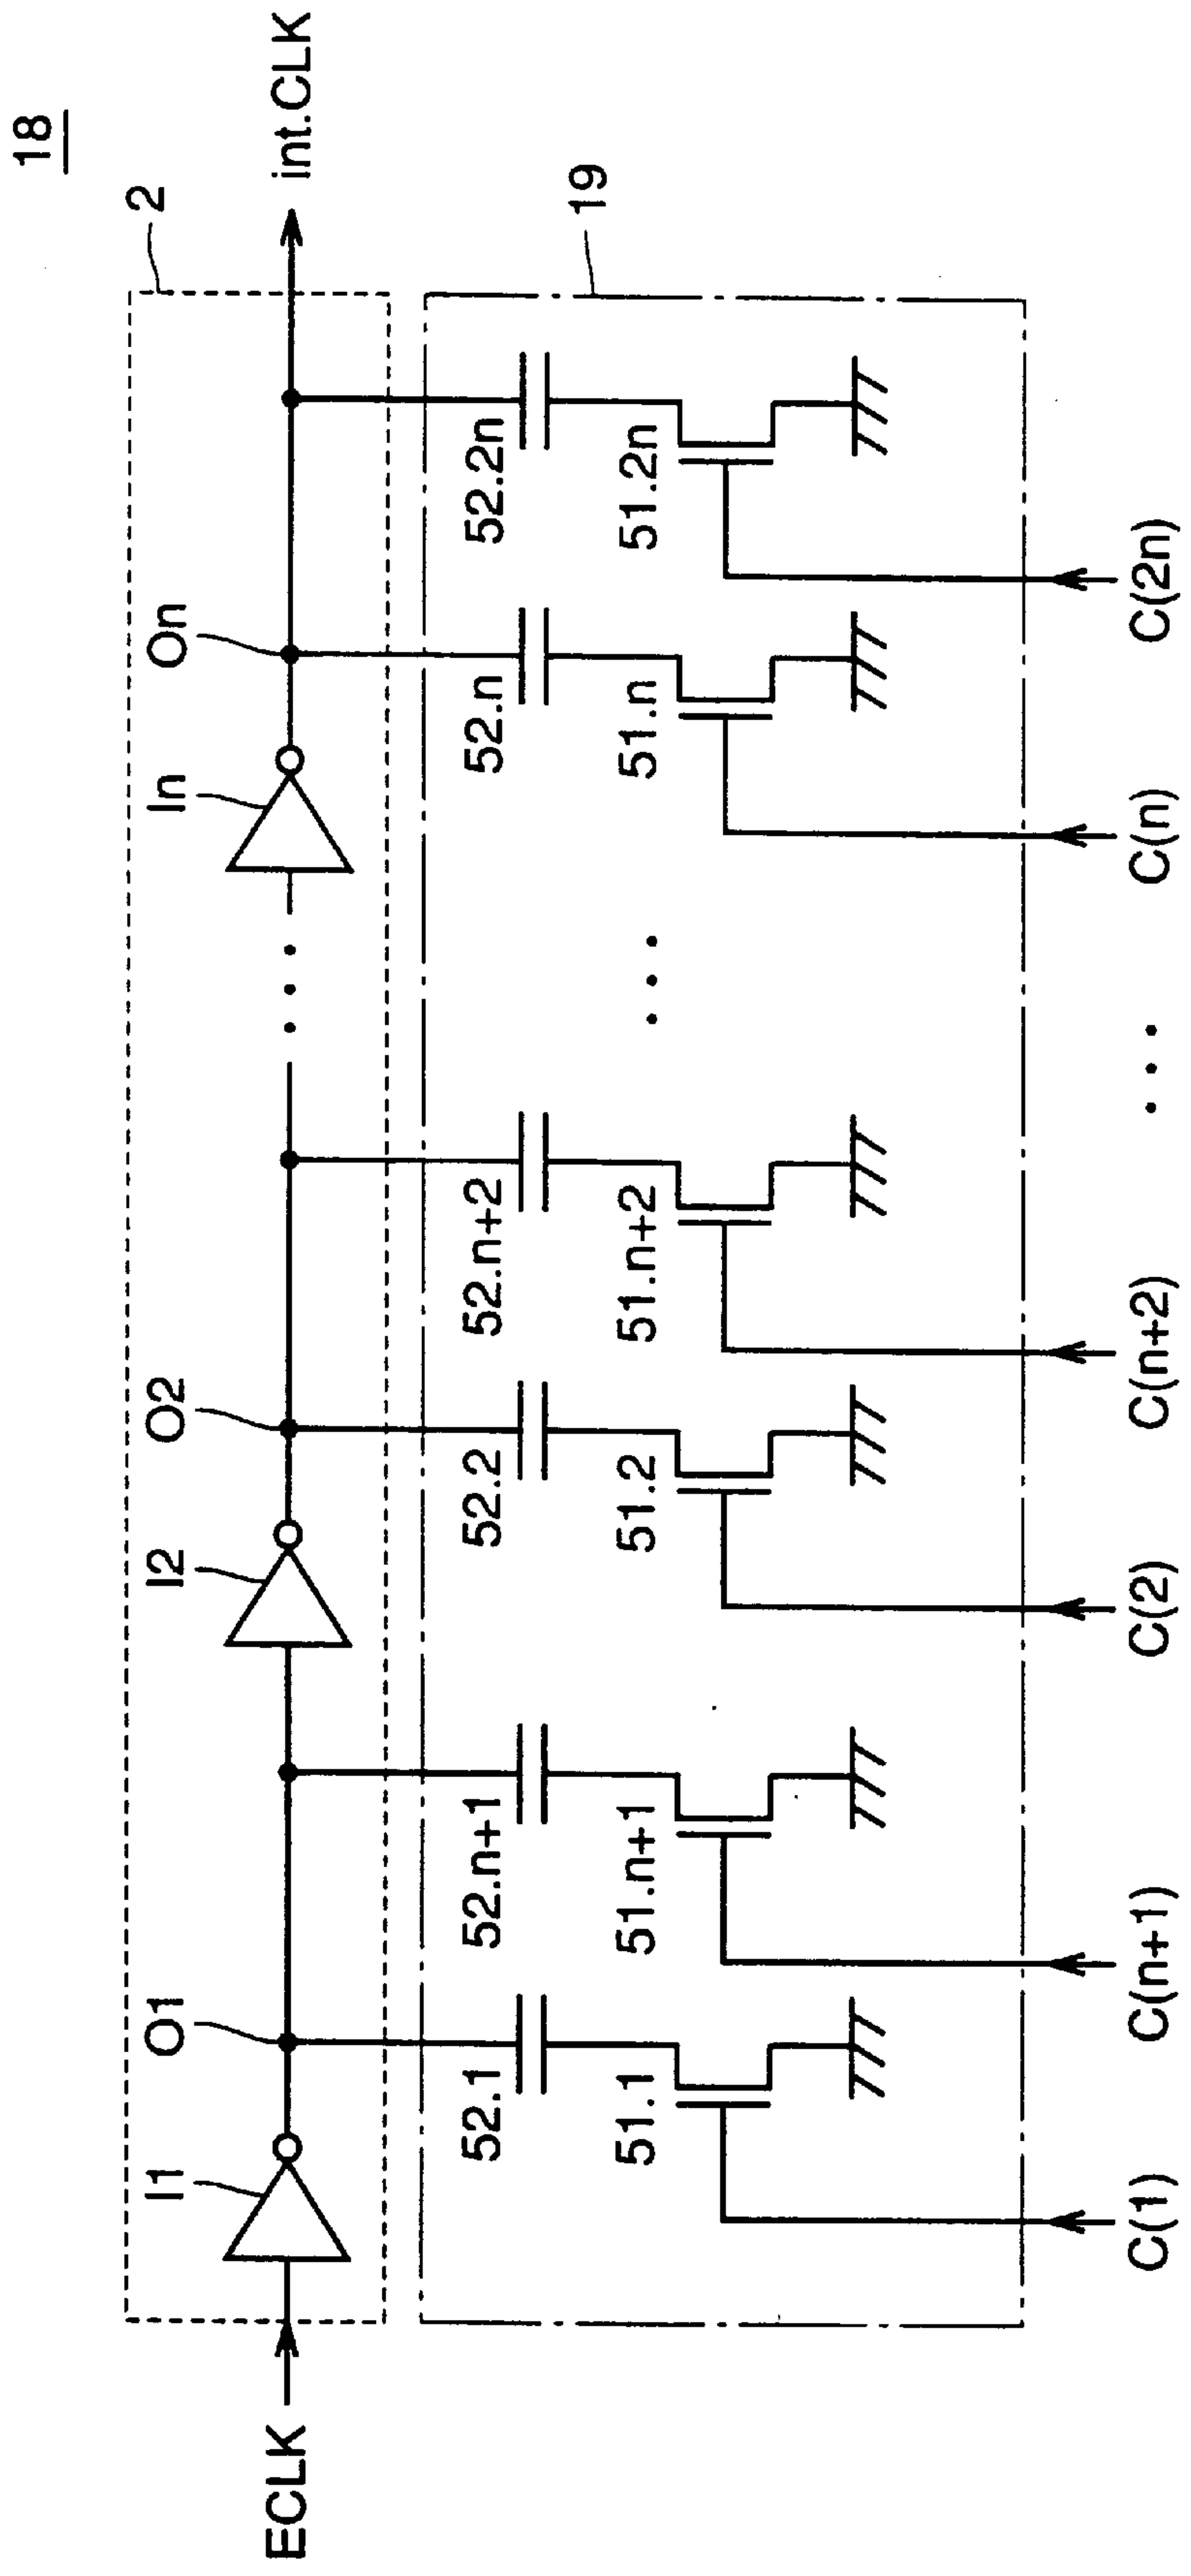 18
2
ECLK
I1
O1
I2
O2
. . .
In
On
int.CLK
19
52.1
52.n+1
52.2
52.n+2
52.n
52.2n
51.1
51.n+1
51.2
51.n+2
. . .
51.n
51.2n
C(1)
C(n+1)
C(2)
C(n+2)
. . .
C(n)
C(2n)